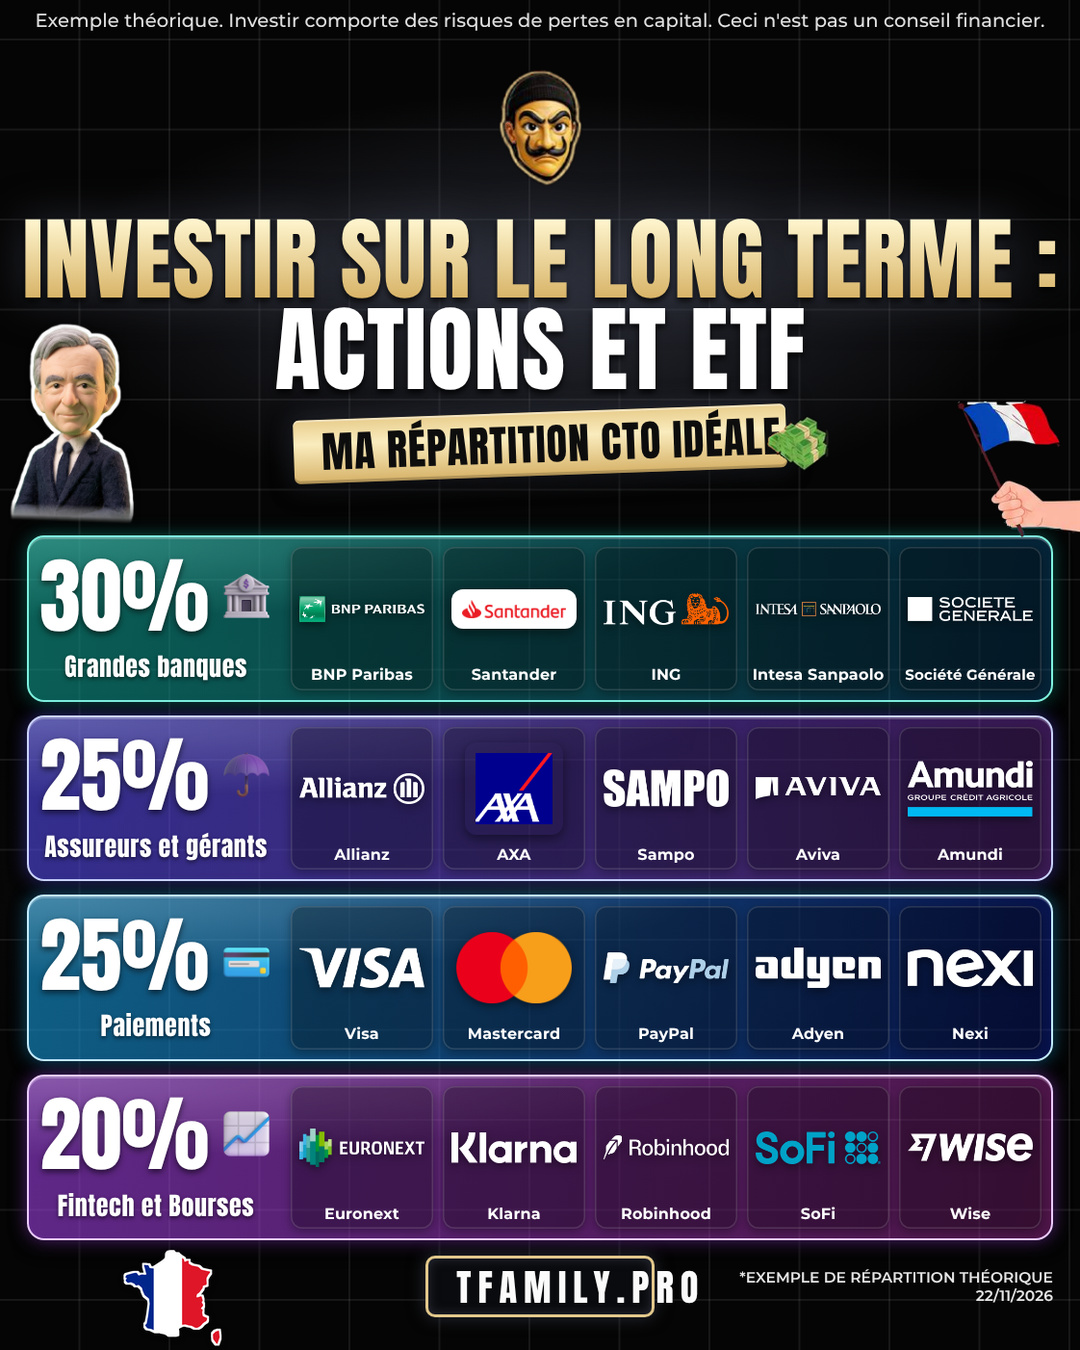 Exemple théorique. Investir comporte des risques de pertes en capital. Ceci n'est pas un conseil financier.
INVESTIR SUR LE LONG TERME :
ACTIONS ET ETF
MA RÉPARTITION CTO IDÉALE
30%
Grandes banques
BNP PARIBAS
BNP Paribas
Santander
Santander
ING
ING
INTESA SANPAOLO
Intesa Sanpaolo
SOCIETE
GENERALE
Société Générale
25%
Assureurs et gérants
Allianz
Allianz
AXA
AXA
SAMPO
Sampo
AVIVA
Aviva
Amundi
GROUPE CRÉDIT AGRICOLE
Amundi
25%
Paiements
VISA
Visa
Mastercard
PayPal
PayPal
adyen
Adyen
nexi
Nexi
20%
Fintech et Bourses
EURONEXT
Euronext
Klarna
Klarna
Robinhood
Robinhood
SoFi
SoFi
WISE
Wise
TFAMILY.PRO
*EXEMPLE DE RÉPARTITION THÉORIQUE
22/11/2026